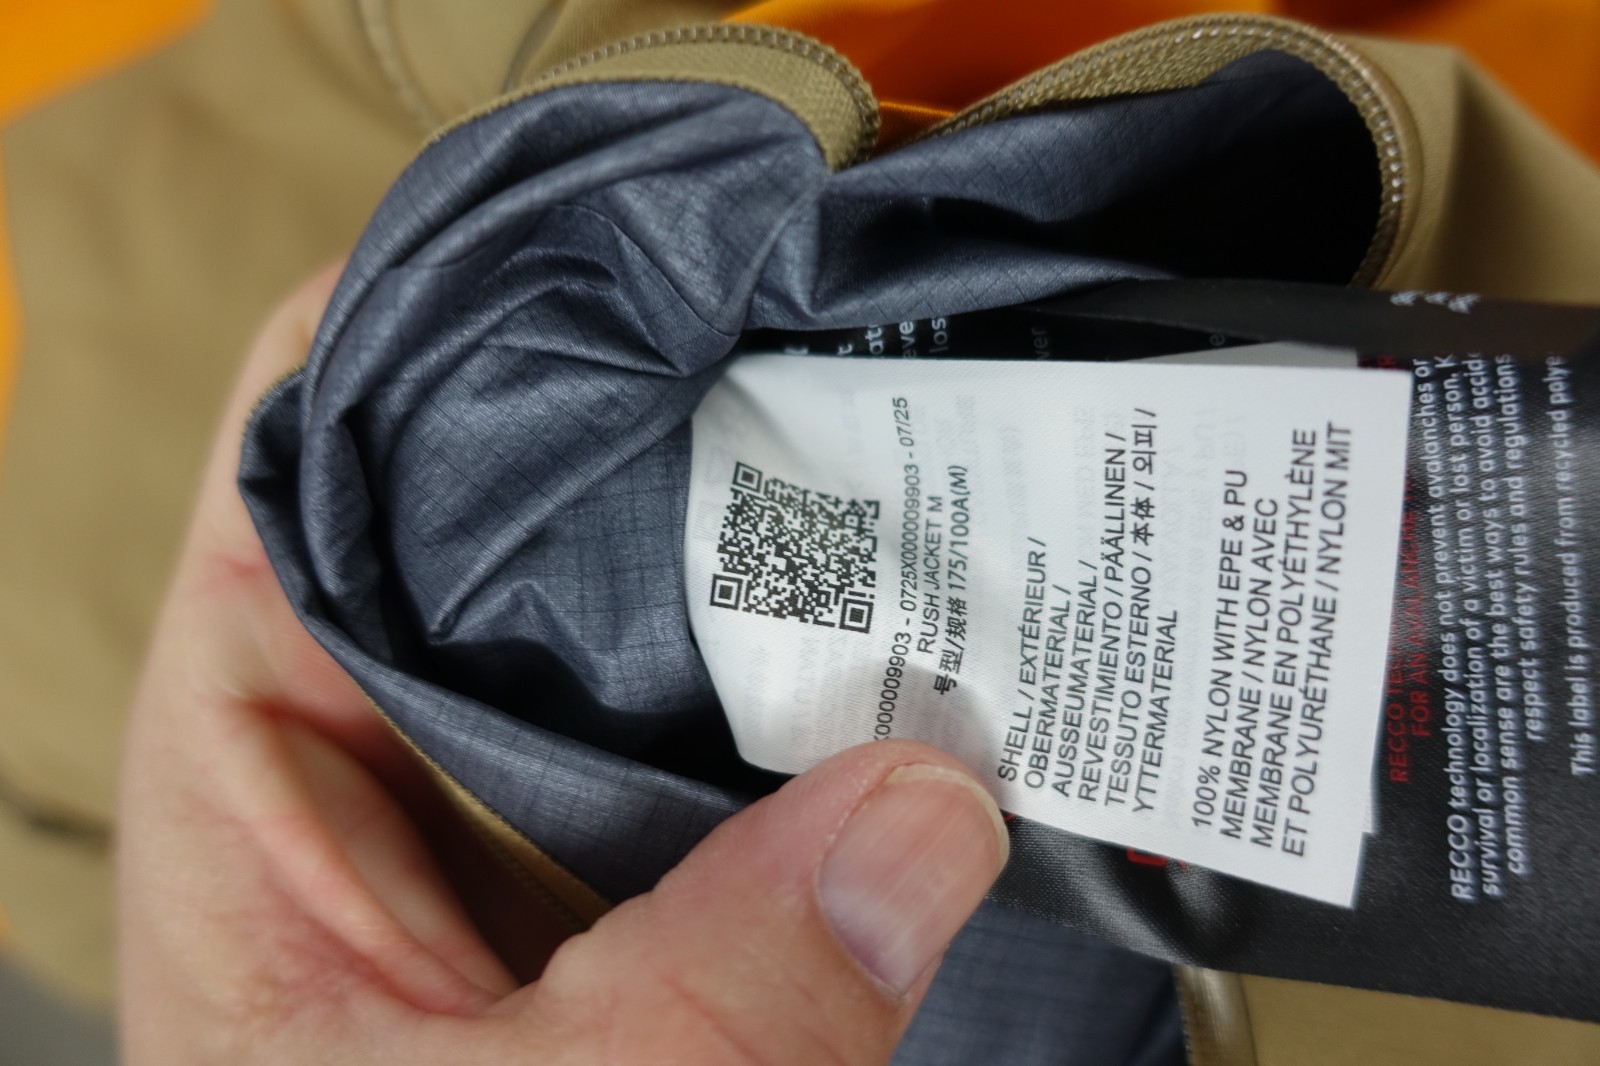 X000009903 - 0725X000009903 - 07/25
RUSH JACKET M
号型/规格 175/100A(M)
SHELL / EXTÉRIEUR /
OBERMATERIAL /
AUSSEUMATERIAL /
REVESTIMENTO / PÄÄLLINEN /
TESSUTO ESTERNO / 本体 / 외피 /
YTTERMATERIAL
100% NYLON WITH EPE & PU
MEMBRANE / NYLON AVEC
MEMBRANE EN POLYÉTHYLÈNE
ET POLYURÉTHANE / NYLON MIT
FOR AN AVALANCHE
RECCO technology does not prevent avalanches or
survival or localization of a victim or lost person. K
common sense are the best ways to avoid accid
respect safety rules and regulations
This label is produced from recycled polye